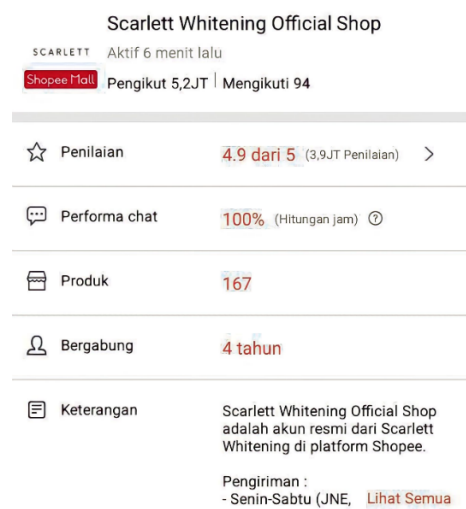 Scarlett Whitening Official Shop
SCARLETT
Aktif 6 menit lalu
Shopee Mall
Pengikut 5,2JT | Mengikuti 94
Penilaian 4.9 dari 5 (3,9JT Penilaian) >
Performa chat 100% (Hitungan jam) ?
Produk 167
Bergabung 4 tahun
Keterangan Scarlett Whitening Official Shop
adalah akun resmi dari Scarlett
Whitening di platform Shopee.
Pengiriman :
- Senin-Sabtu (JNE, Lihat Semua